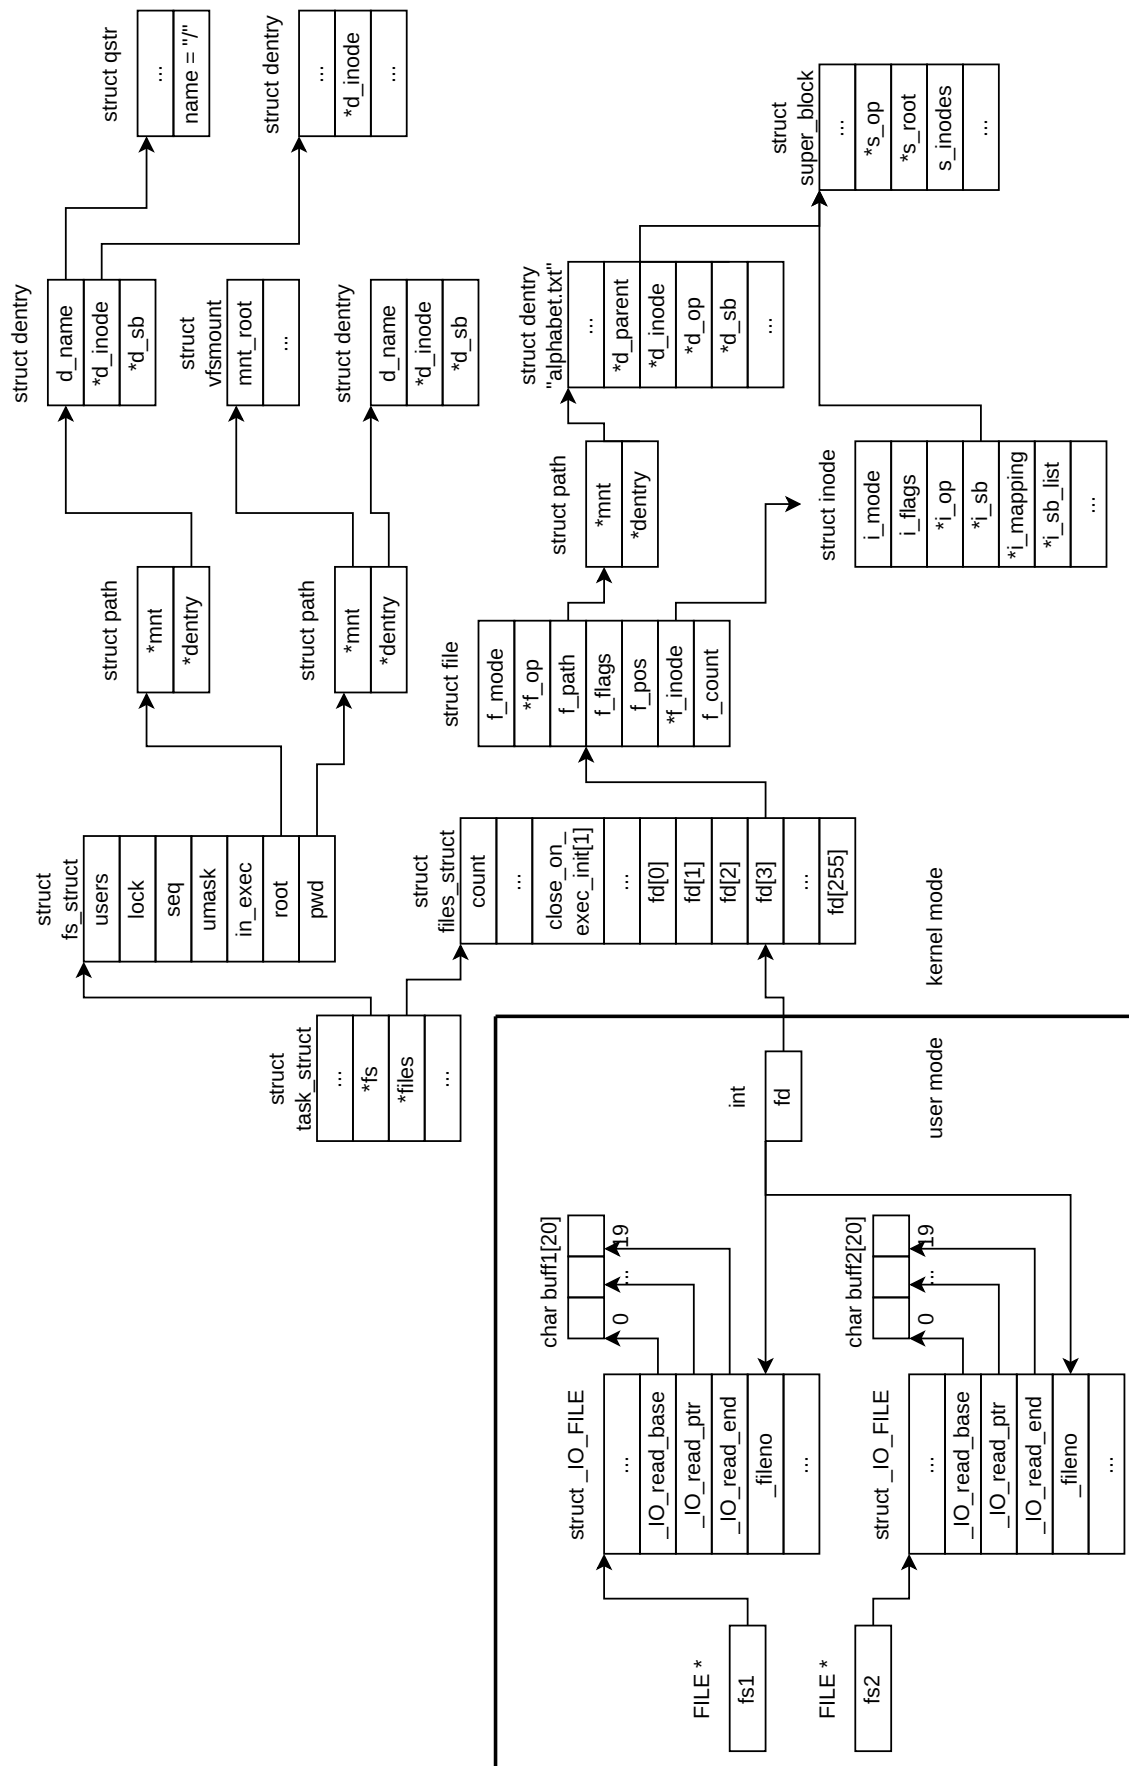 FILE *
fs1
FILE *
fs2
struct _IO_FILE
...
_IO_read_base
_IO_read_ptr
_IO_read_end
_fileno
...
struct _IO_FILE
...
_IO_read_base
_IO_read_ptr
_IO_read_end
_fileno
...
char buff1[20]
0
...
19
char buff2[20]
0
...
19
int
fd
user mode
kernel mode
struct
task_struct
...
*fs
*files
...
struct
fs_struct
users
lock
seq
umask
in_exec
root
pwd
struct
files_struct
count
...
close_on_
exec_init[1]
...
fd[0]
fd[1]
fd[2]
fd[3]
...
fd[255]
struct path
*mnt
*dentry
struct path
*mnt
*dentry
struct file
f_mode
*f_op
f_path
f_flags
f_pos
*f_inode
f_count
struct path
*mnt
*dentry
struct inode
i_mode
i_flags
*i_op
*i_sb
*i_mapping
*i_sb_list
...
struct dentry
d_name
*d_inode
*d_sb
struct
vfsmount
mnt_root
...
struct dentry
d_name
*d_inode
*d_sb
struct dentry
"alphabet.txt"
...
*d_parent
*d_inode
*d_op
*d_sb
...
struct qstr
...
name = "/"
struct dentry
...
*d_inode
...
struct
super_block
...
*s_op
*s_root
s_inodes
...